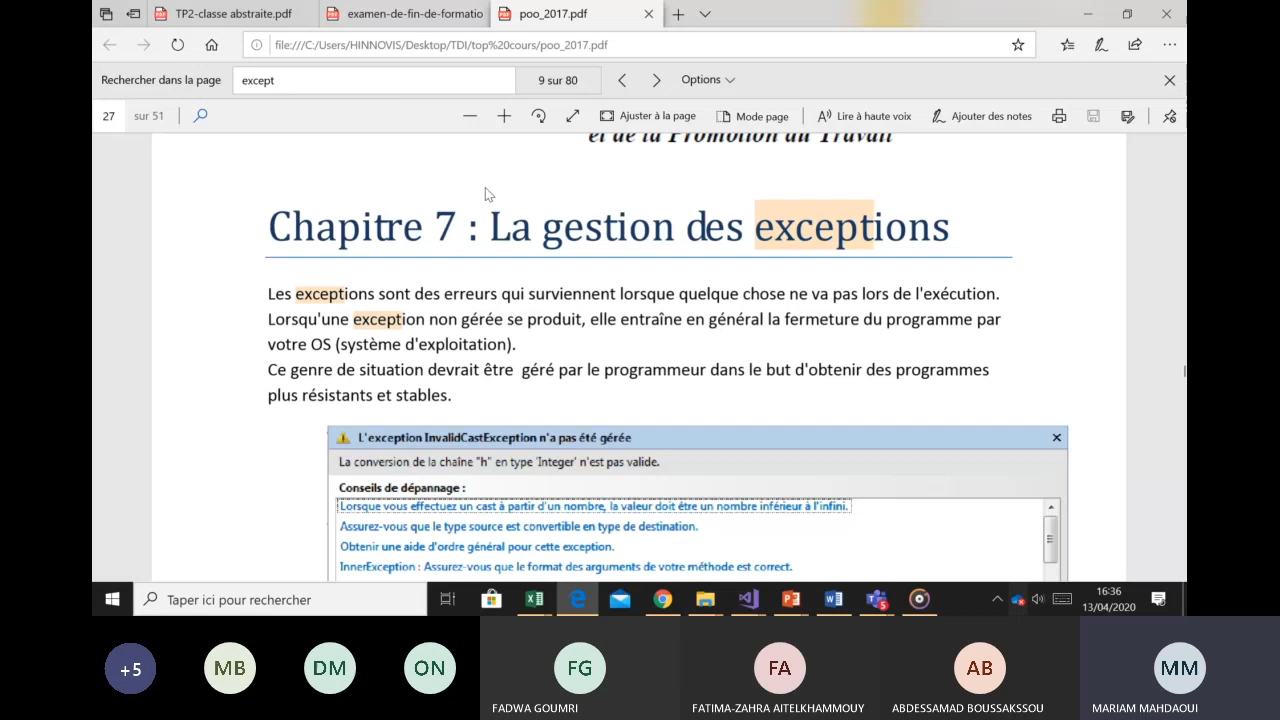 TP2-classe abstraite.pdf
examen-de-fin-de-formatio
poo_2017.pdf
file:///C:/Users/HINNOVIS/Desktop/TDI/top%20cours/poo_2017.pdf
Rechercher dans la page
except
9 sur 80
Options
27
sur 51
Ajuster à la page
Mode page
Lire à haute voix
Ajouter des notes
et de la Promotion du Travail
Chapitre 7 : La gestion des exceptions
Les exceptions sont des erreurs qui surviennent lorsque quelque chose ne va pas lors de l'exécution.
Lorsqu'une exception non gérée se produit, elle entraîne en général la fermeture du programme par
votre OS (système d'exploitation).
Ce genre de situation devrait être géré par le programmeur dans le but d'obtenir des programmes
plus résistants et stables.
L'exception InvalidCastException n'a pas été gérée
La conversion de la chaîne "h" en type 'Integer' n'est pas valide.
Conseils de dépannage :
Lorsque vous effectuez un cast à partir d'un nombre, la valeur doit être un nombre inférieur à l'infini.
Assurez-vous que le type source est convertible en type de destination.
Obtenir une aide d'ordre général pour cette exception.
InnerException : Assurez-vous que le format des arguments de votre méthode est correct.
Taper ici pour rechercher
16:36
13/04/2020
+5
MB
DM
ON
FG
FA
AB
MM
FADWA GOUMRI
FATIMA-ZAHRA AITELKHAMMOUY
ABDESSAMAD BOUSSAKSSOU
MARIAM MAHDAOUI